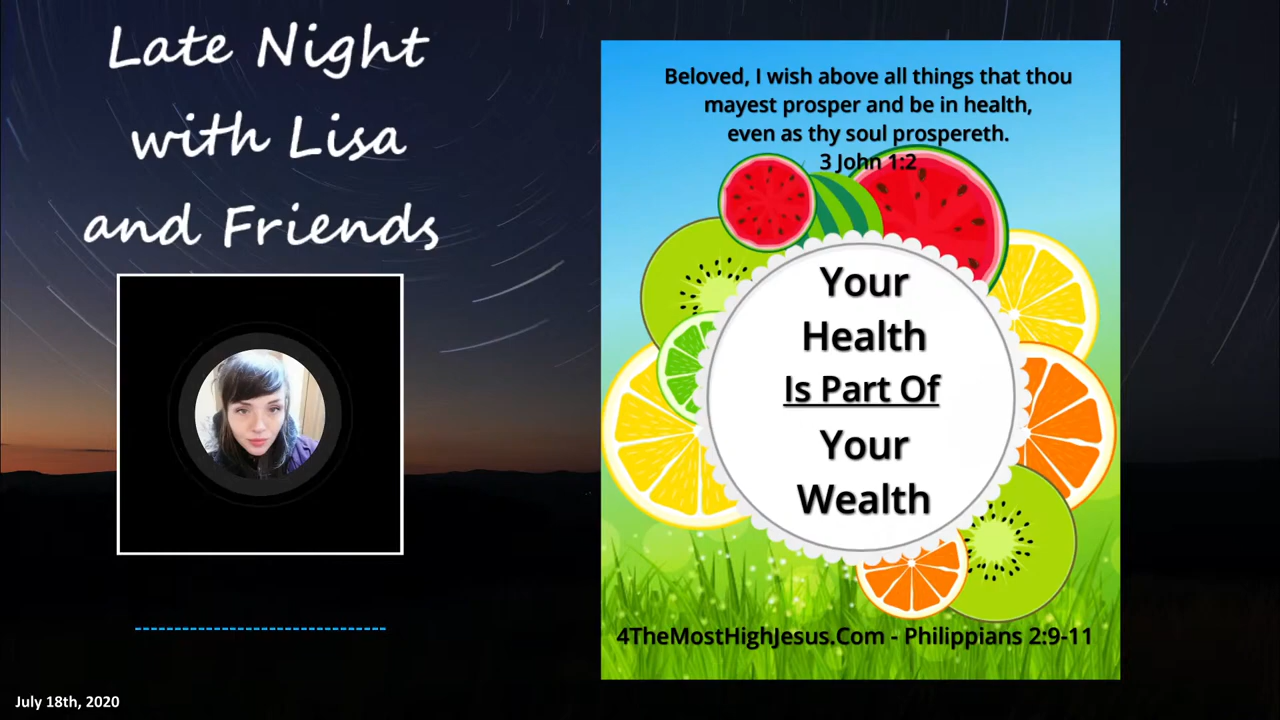 Late Night
with Lisa
and Friends
July 18th, 2020
Beloved, I wish above all things that thou
mayest prosper and be in health,
even as thy soul prospereth.
3 John 1:2
Your
Health
Is Part Of
Your
Wealth
4TheMostHighJesus.Com - Philippians 2:9-11